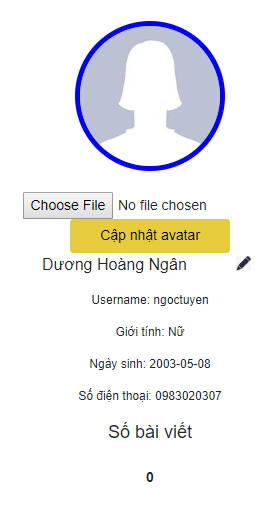 Choose File No file chosen
Cập nhật avatar
Dương Hoàng Ngân
Username: ngoctuyen
Giới tính: Nữ
Ngày sinh: 2003-05-08
Số điện thoại: 0983020307
Số bài viết
0